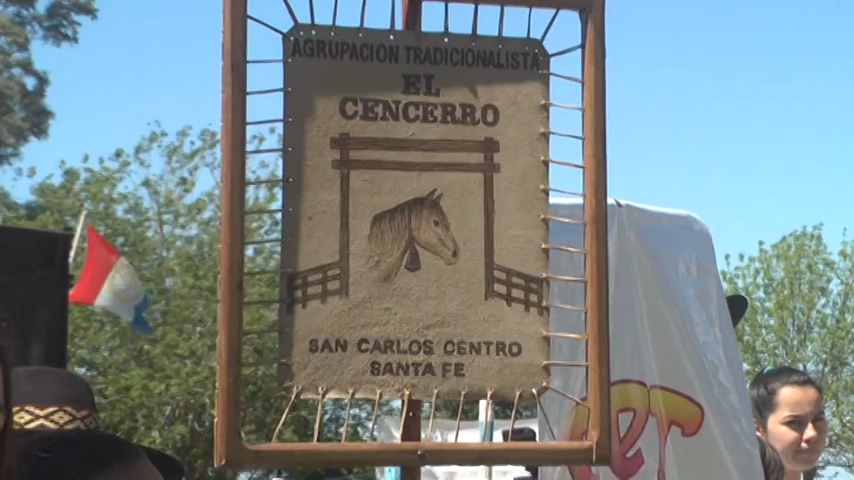 AGRUPACION TRADICIONALISTA
EL
CENCERRO
SAN CARLOS CENTRO
SANTA FE